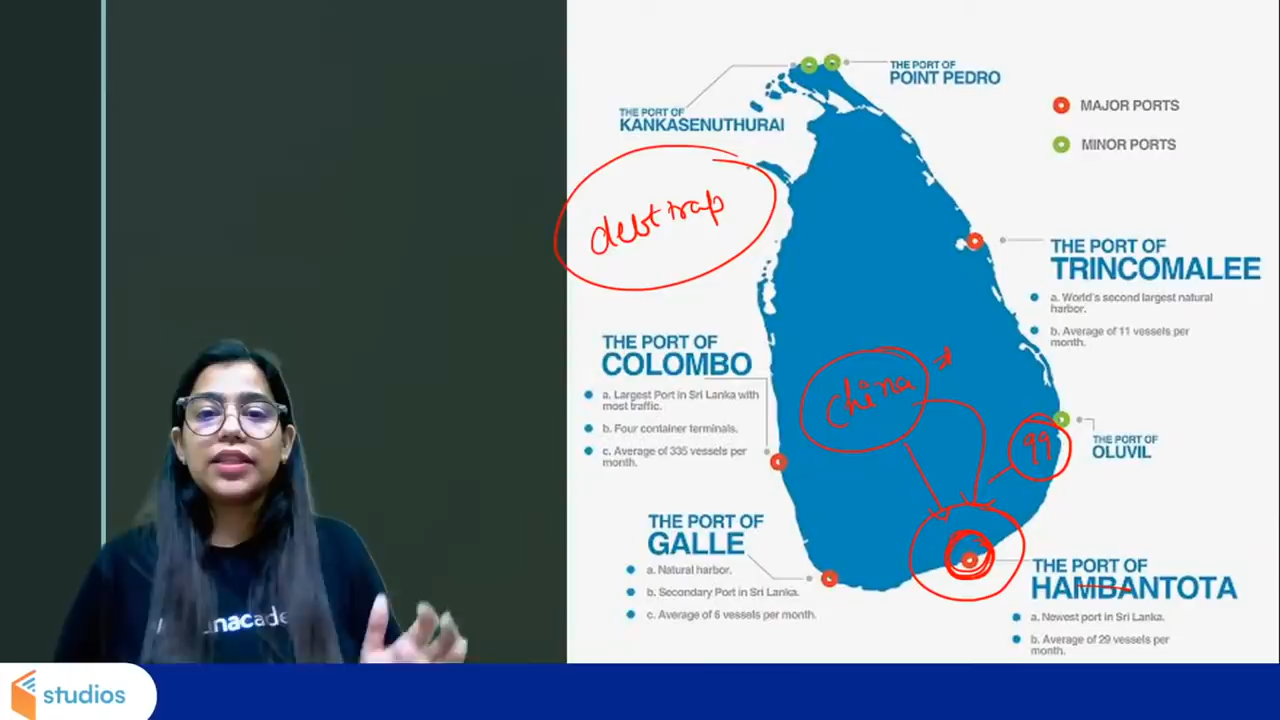 THE PORT OF
POINT PEDRO
THE PORT OF
KANKASENUTHURAI
MAJOR PORTS
MINOR PORTS
debt trap
THE PORT OF
TRINCOMALEE
a. World's second largest natural
harbor.
b. Average of 11 vessels per
month.
THE PORT OF
COLOMBO
a. Largest Port in Sri Lanka with
most traffic.
b. Four container terminals.
c. Average of 335 vessels per
month.
China
99
THE PORT OF
OLUVIL
THE PORT OF
GALLE
a. Natural harbor.
b. Secondary Port in Sri Lanka.
c. Average of 6 vessels per month.
THE PORT OF
HAMBANTOTA
a. Newest port in Sri Lanka.
b. Average of 29 vessels per
month.
nacade
studios